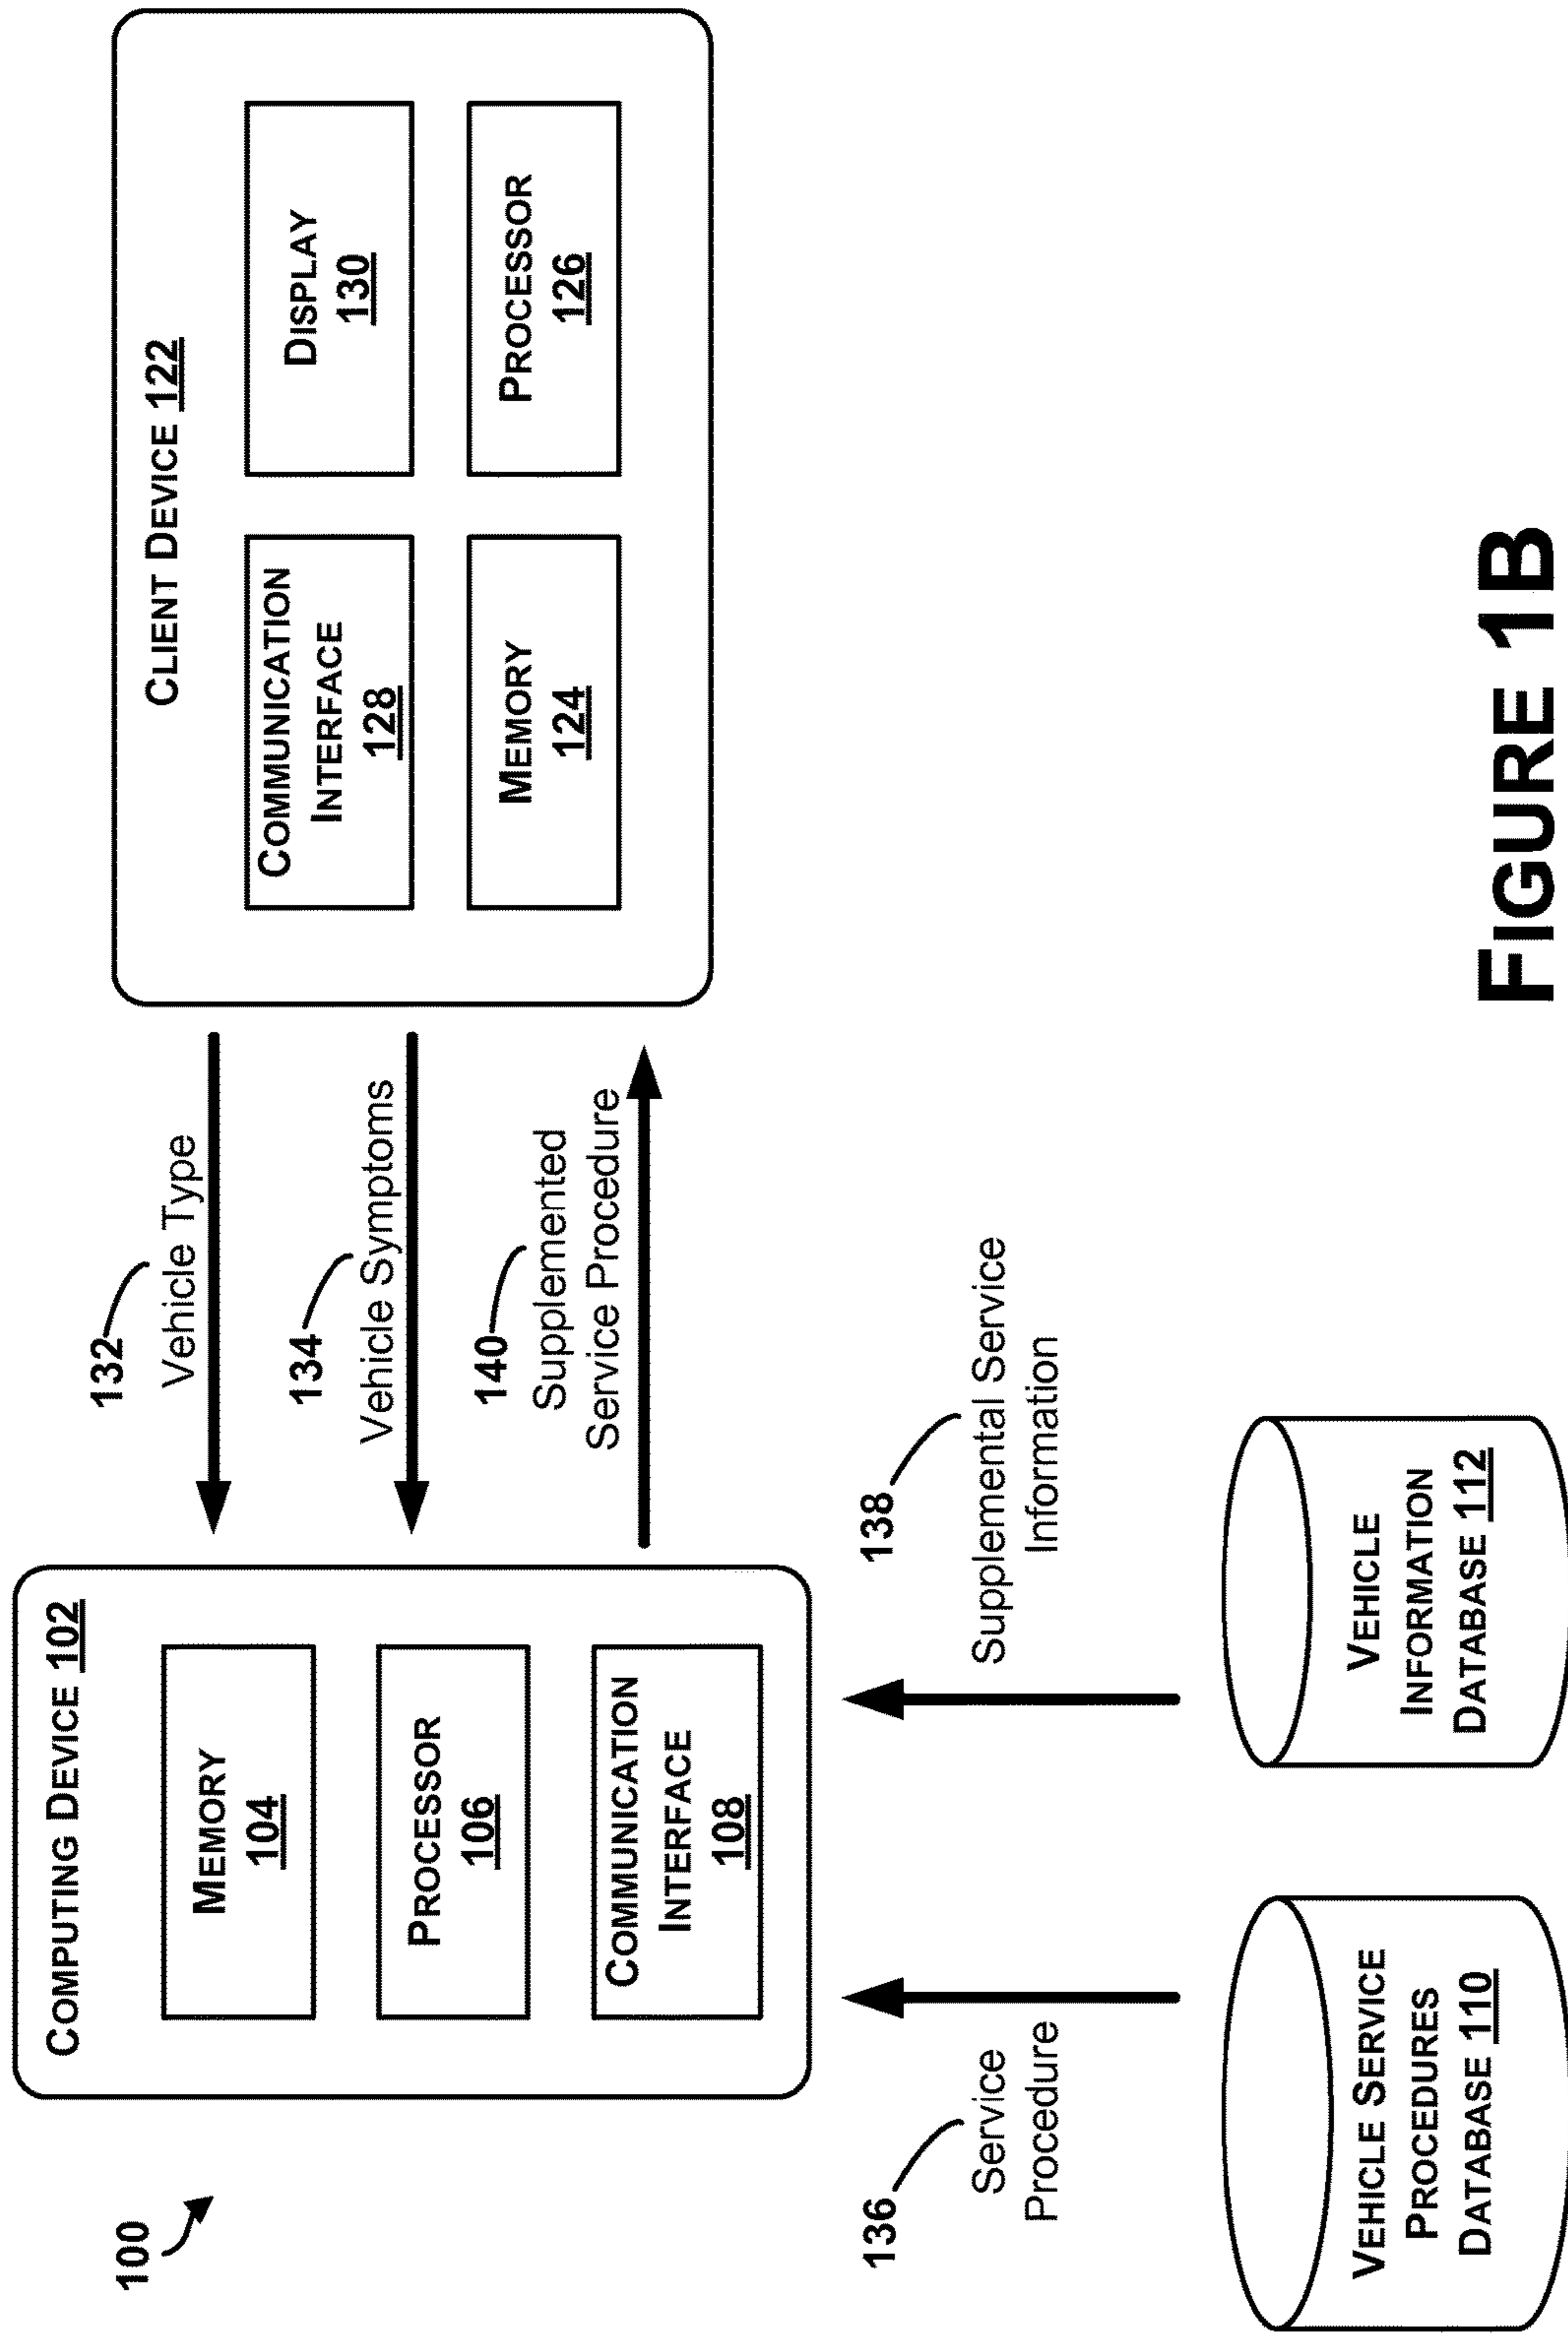 100
COMPUTING DEVICE 102
MEMORY
104
PROCESSOR
106
COMMUNICATION
INTERFACE
108
132
Vehicle Type
134
Vehicle Symptoms
140
Supplemented
Service Procedure
CLIENT DEVICE 122
COMMUNICATION
INTERFACE
128
DISPLAY
130
MEMORY
124
PROCESSOR
126
136
Service
Procedure
138
Supplemental Service
Information
VEHICLE SERVICE
PROCEDURES
DATABASE 110
VEHICLE
INFORMATION
DATABASE 112
FIGURE 1B